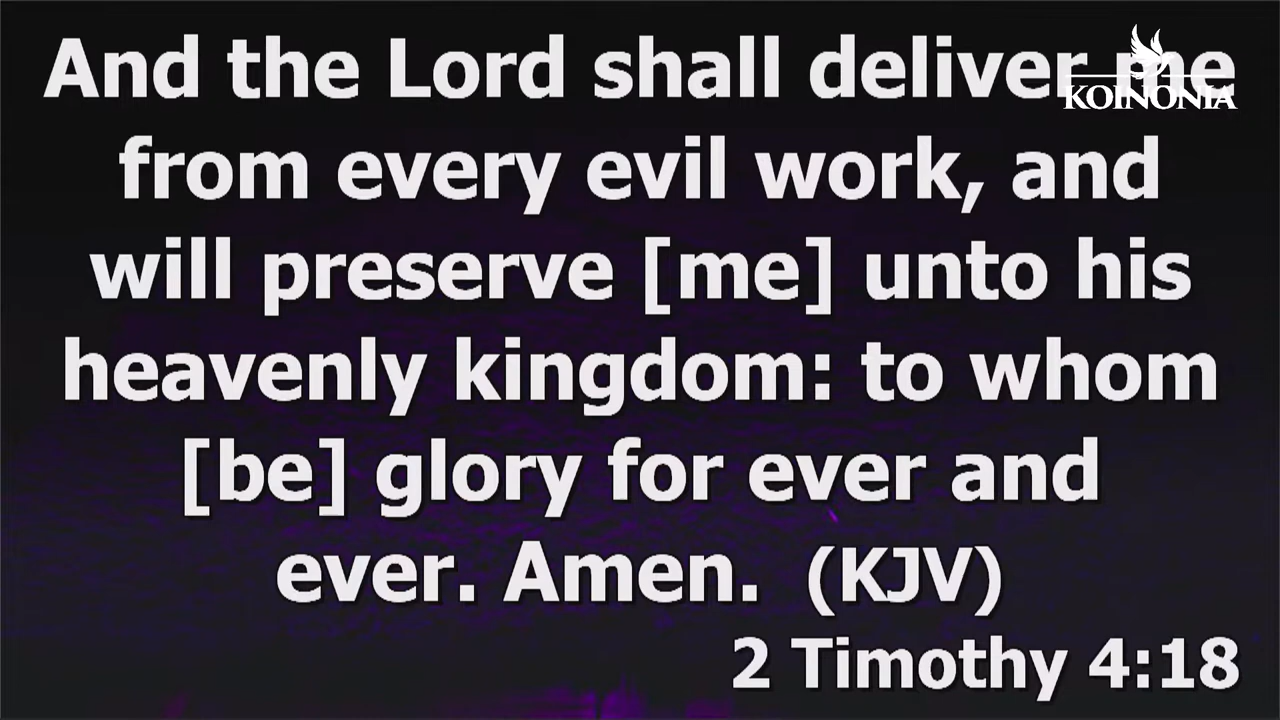 And the Lord shall deliver me
KOINONIA
from every evil work, and
will preserve [me] unto his
heavenly kingdom: to whom
[be] glory for ever and
ever. Amen. (KJV)
2 Timothy 4:18